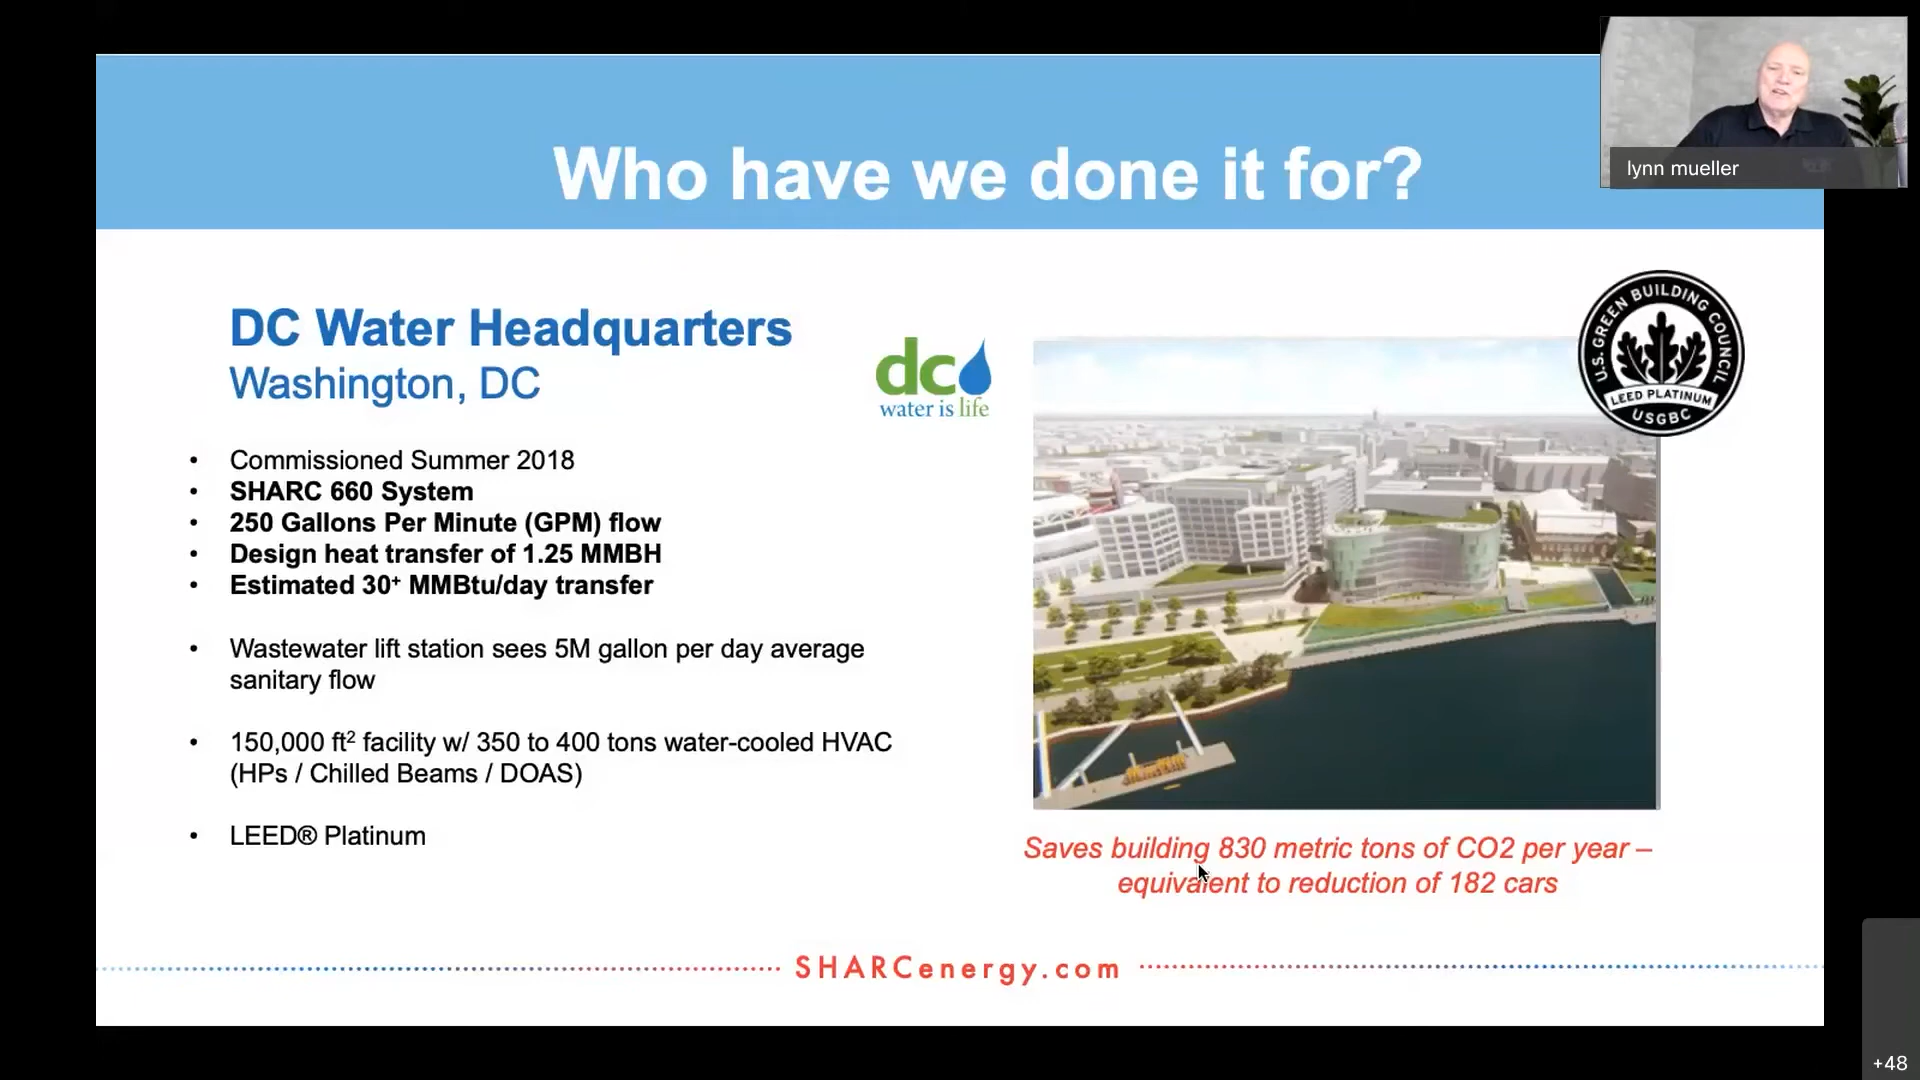 Who have we done it for?
lynn mueller
DC Water Headquarters
Washington, DC
dc
water is life
U.S. GREEN BUILDING COUNCIL
LEED PLATINUM
USGBC
• Commissioned Summer 2018
• SHARC 660 System
• 250 Gallons Per Minute (GPM) flow
• Design heat transfer of 1.25 MMBH
• Estimated 30⁺ MMBtu/day transfer
• Wastewater lift station sees 5M gallon per day average
sanitary flow
• 150,000 ft² facility w/ 350 to 400 tons water-cooled HVAC
(HPs / Chilled Beams / DOAS)
• LEED® Platinum
Saves building 830 metric tons of CO2 per year –
equivalent to reduction of 182 cars
SHARCenergy.com
+48